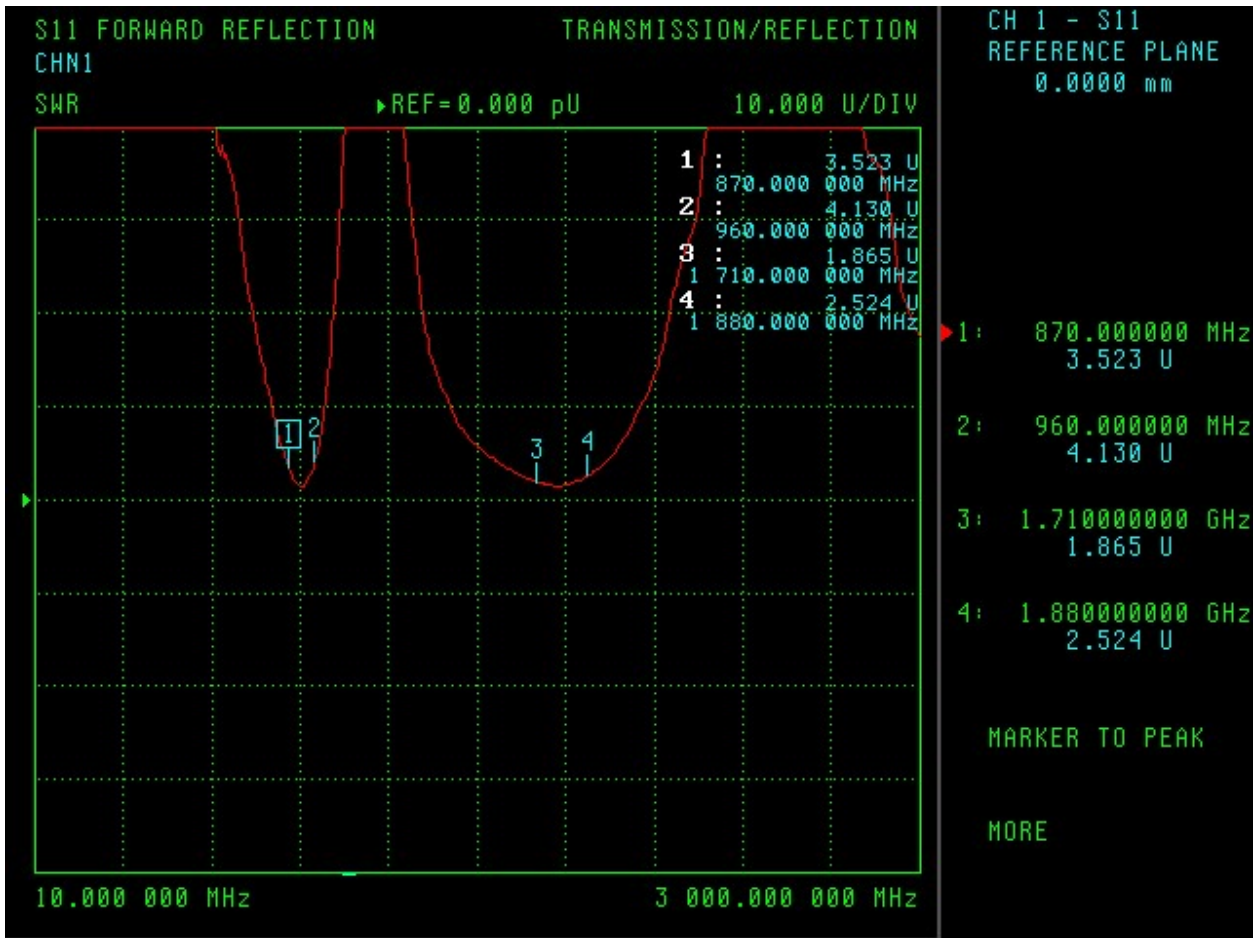 S11 FORWARD REFLECTION TRANSMISSION/REFLECTION
CHN1
SWR ▶REF=0.000 pU 10.000 U/DIV
1 : 3.523 U
870.000 000 MHz
2 : 4.130 U
960.000 000 MHz
3 : 1.865 U
1 710.000 000 MHz
4 : 2.524 U
1 880.000 000 MHz
1 2 3 4
10.000 000 MHz 3 000.000 000 MHz
CH 1 - S11
REFERENCE PLANE
0.0000 mm
▶1: 870.000000 MHz
3.523 U
2: 960.000000 MHz
4.130 U
3: 1.710000000 GHz
1.865 U
4: 1.880000000 GHz
2.524 U
MARKER TO PEAK
MORE